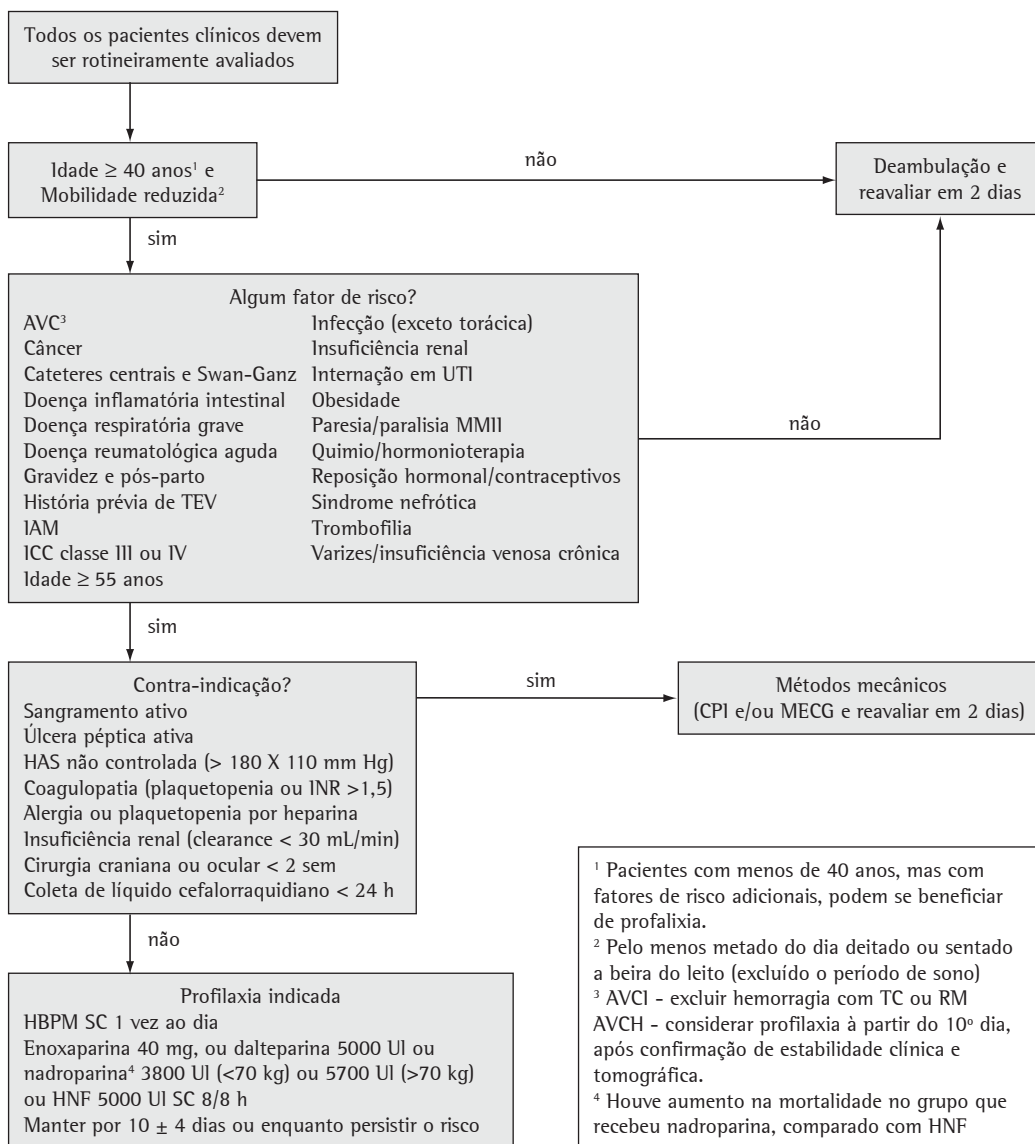 Todos os pacientes clínicos devem
ser rotineiramente avaliados
Idade ≥ 40 anos¹ e
Mobilidade reduzida²
não
Deambulação e
reavaliar em 2 dias
sim
Algum fator de risco?
AVC³
Câncer
Cateteres centrais e Swan-Ganz
Doença inflamatória intestinal
Doença respiratória grave
Doença reumatológica aguda
Gravidez e pós-parto
História prévia de TEV
IAM
ICC classe III ou IV
Idade ≥ 55 anos
Infecção (exceto torácica)
Insuficiência renal
Internação em UTI
Obesidade
Paresia/paralisia MMII
Quimio/hormonioterapia
Reposição hormonal/contraceptivos
Sindrome nefrótica
Trombofilia
Varizes/insuficiência venosa crônica
não
sim
Contra-indicação?
Sangramento ativo
Úlcera péptica ativa
HAS não controlada (> 180 X 110 mm Hg)
Coagulopatia (plaquetopenia ou INR >1,5)
Alergia ou plaquetopenia por heparina
Insuficiência renal (clearance < 30 mL/min)
Cirurgia craniana ou ocular < 2 sem
Coleta de líquido cefalorraquidiano < 24 h
sim
Métodos mecânicos
(CPI e/ou MECG e reavaliar em 2 dias)
não
Profilaxia indicada
HBPM SC 1 vez ao dia
Enoxaparina 40 mg, ou dalteparina 5000 UI ou
nadroparina⁴ 3800 UI (<70 kg) ou 5700 UI (>70 kg)
ou HNF 5000 UI SC 8/8 h
Manter por 10 ± 4 dias ou enquanto persistir o risco
¹ Pacientes com menos de 40 anos, mas com
fatores de risco adicionais, podem se beneficiar
de profalixia.
² Pelo menos metado do dia deitado ou sentado
a beira do leito (excluído o período de sono)
³ AVCI - excluir hemorragia com TC ou RM
AVCH - considerar profilaxia à partir do 10º dia,
após confirmação de estabilidade clínica e
tomográfica.
⁴ Houve aumento na mortalidade no grupo que
recebeu nadroparina, comparado com HNF